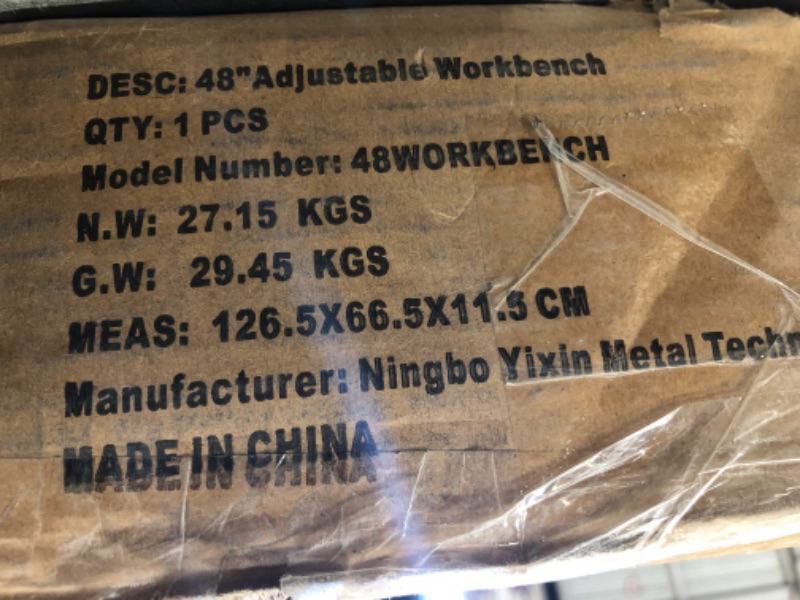 DESC: 48"Adjustable Workbench
QTY: 1 PCS
Model Number: 48WORKBENCH
N.W: 27.15 KGS
G.W: 29.45 KGS
MEAS: 126.5X66.5X11.5 CM
Manufacturer: Ningbo Yixin Metal Techn
MADE IN CHINA